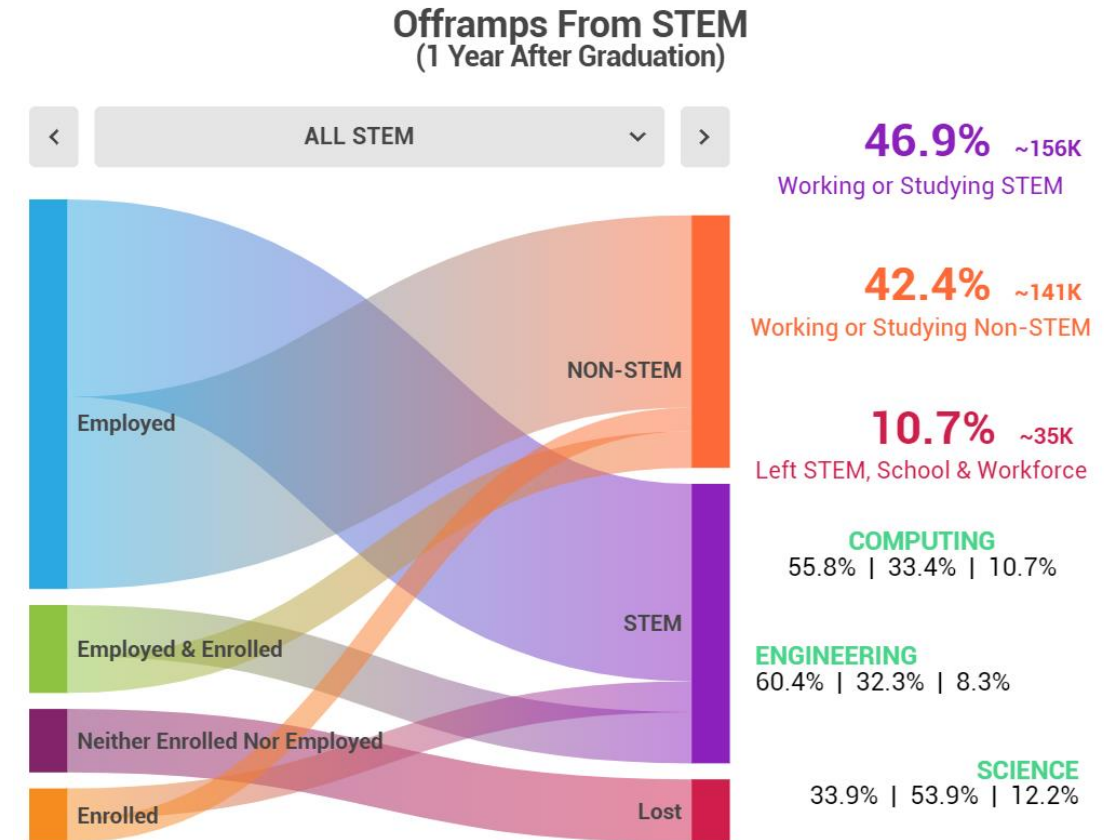 Offramps From STEM
(1 Year After Graduation)
ALL STEM
46.9% ~156K
Working or Studying STEM
42.4% ~141K
Working or Studying Non-STEM
NON-STEM
Employed
10.7% ~35K
Left STEM, School & Workforce
COMPUTING
55.8% | 33.4% | 10.7%
STEM
Employed & Enrolled
ENGINEERING
60.4% | 32.3% | 8.3%
Neither Enrolled Nor Employed
SCIENCE
33.9% | 53.9% | 12.2%
Enrolled
Lost